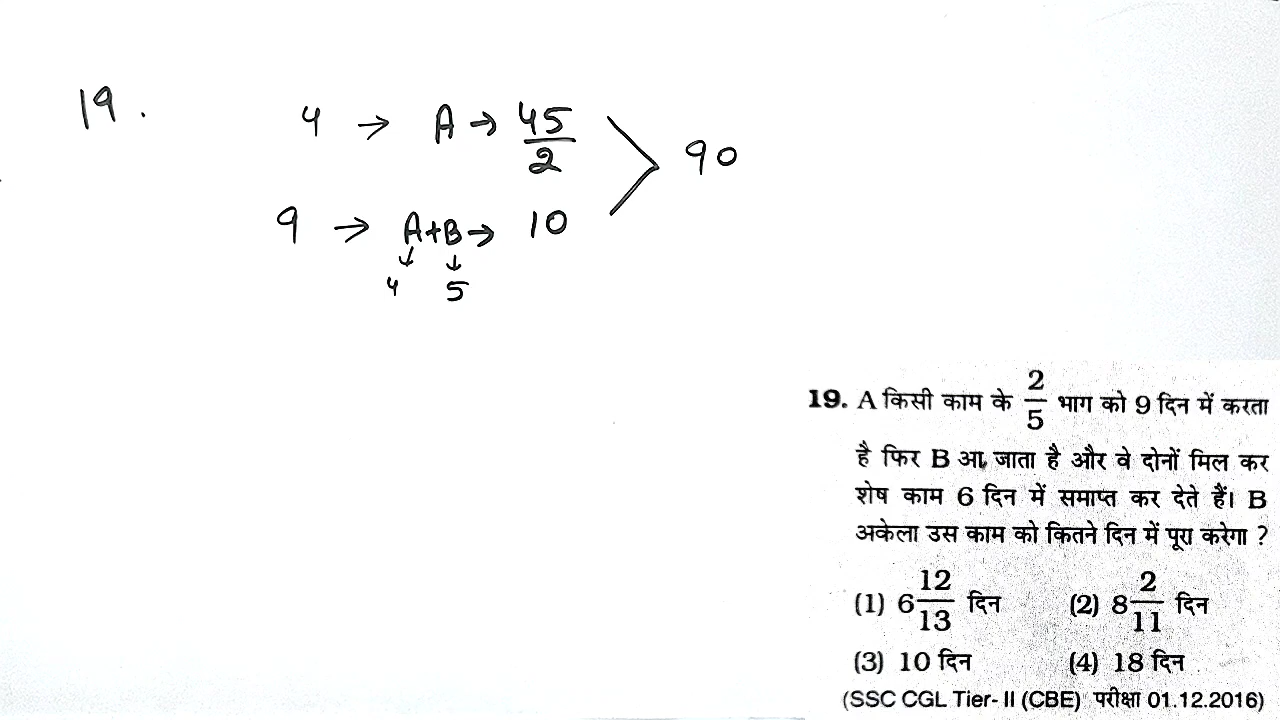 19.
4 → A → 45/2
90
9 → A+B → 10
↓ ↓
4 5
19. A किसी काम के 2/5 भाग को 9 दिन में करता
है फिर B आ जाता है और वे दोनों मिल कर
शेष काम 6 दिन में समाप्त कर देते हैं। B
अकेला उस काम को कितने दिन में पूरा करेगा ?
(1) 6 12/13 दिन (2) 8 2/11 दिन
(3) 10 दिन (4) 18 दिन
(SSC CGL Tier- II (CBE) परीक्षा 01.12.2016)